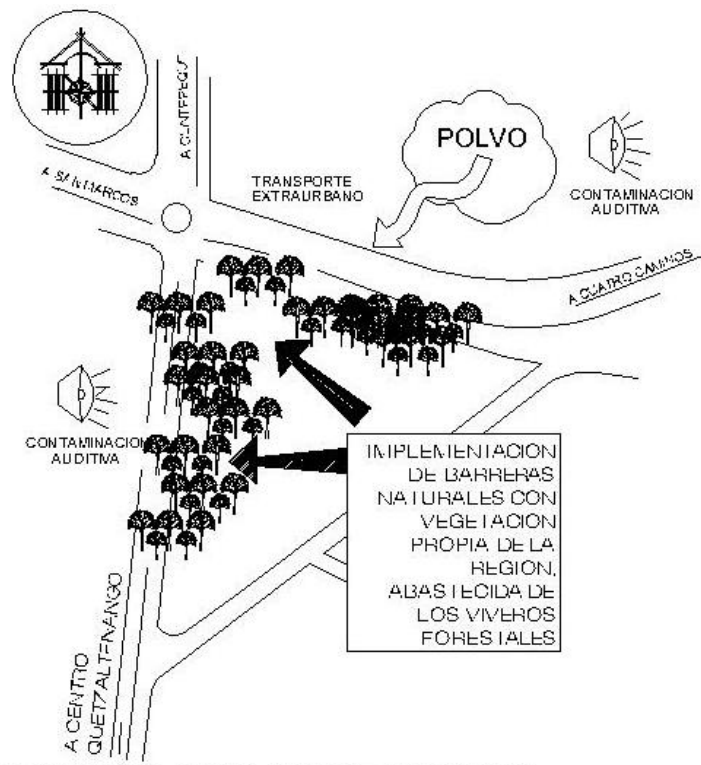 A SAN MARCOS
TRANSPORTE
EXTRAURBANO
POLVO
CONTAMINACION
AUDITIVA
A CUATRO CAMINOS
CONTAMINACION
AUDITIVA
IMPLEMENTACION
DE BARRERAS
NATURALES CON
VEGETACION
PROPIA DE LA
REGION,
ABASTECIDA DE
LOS VIVEROS
FORESTALES
A CENTRO
QUETZALTENANGO